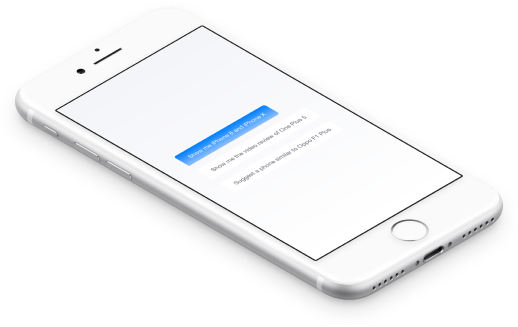 Show me iPhone 8 and iPhone X
Show me the video review of One Plus 5
Suggest a phone similar to Oppo F1 Plus